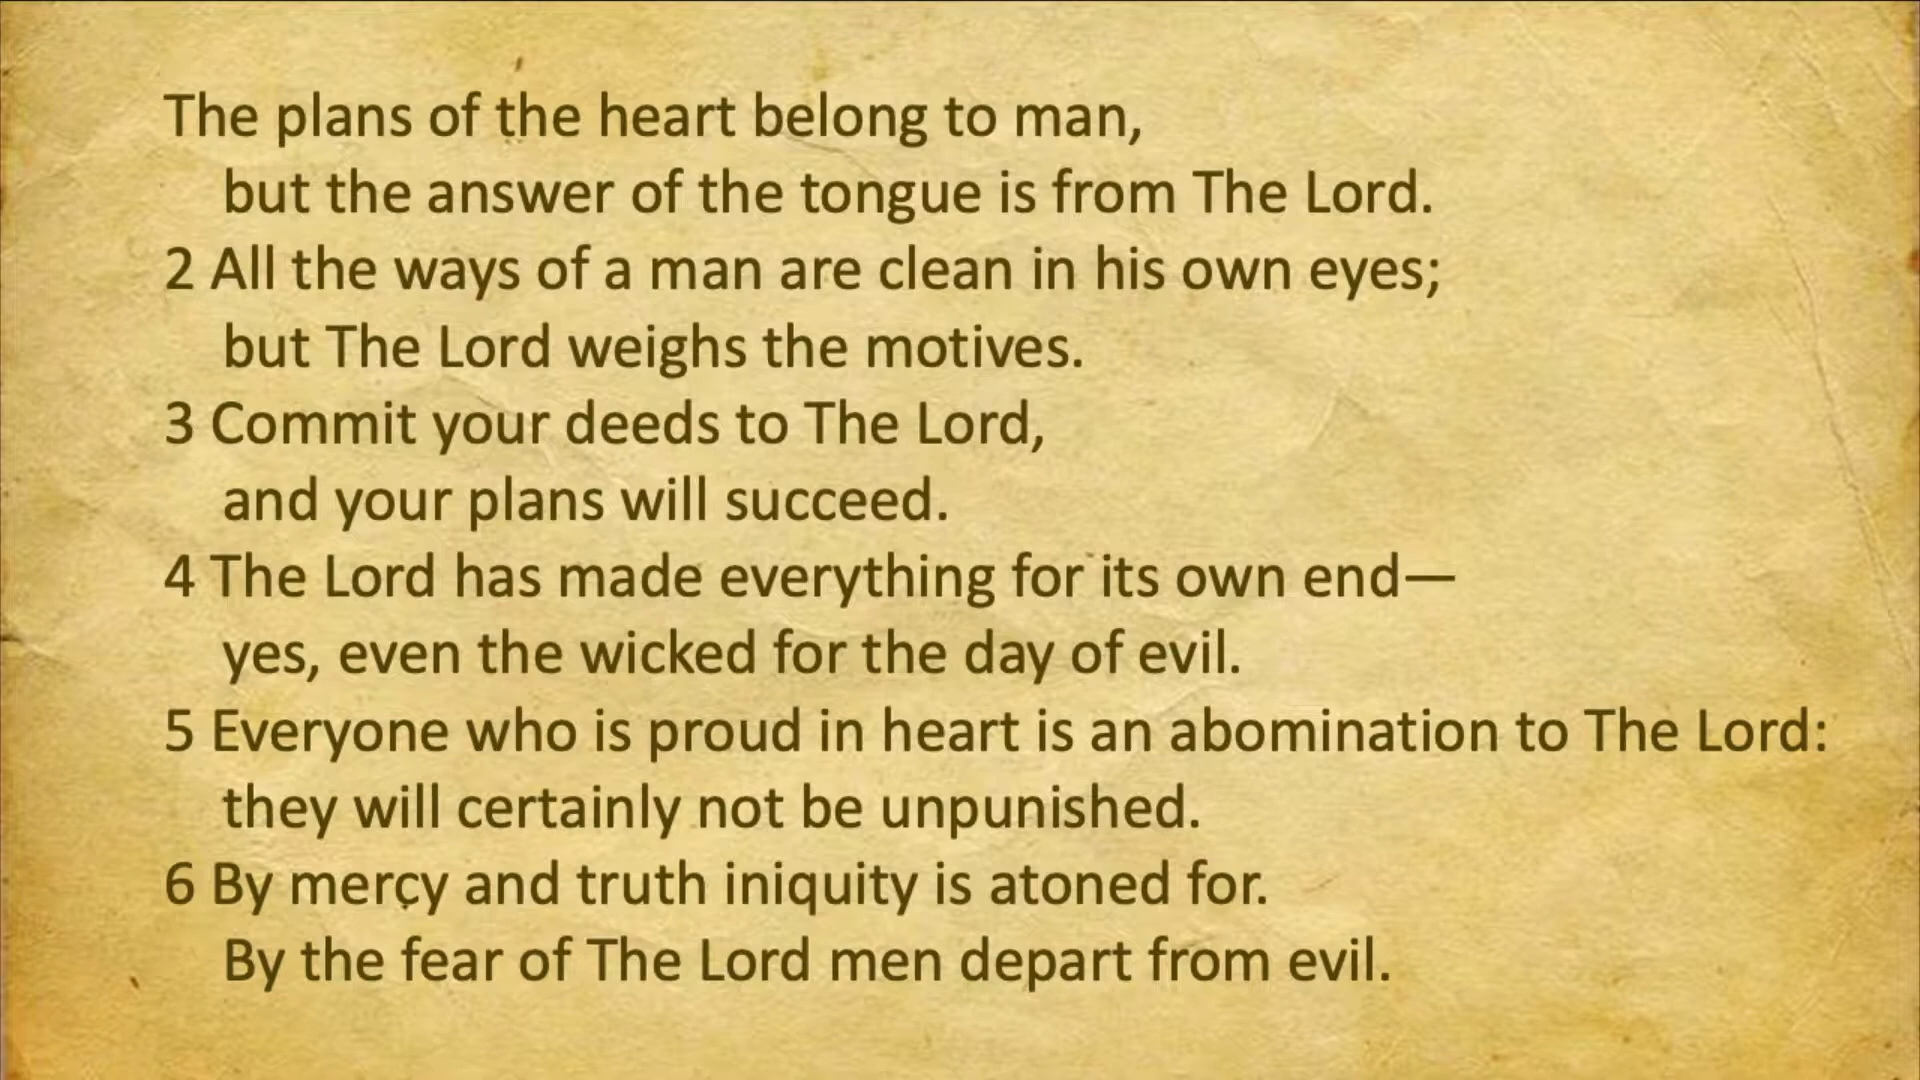 The plans of the heart belong to man,
but the answer of the tongue is from The Lord.
2 All the ways of a man are clean in his own eyes;
but The Lord weighs the motives.
3 Commit your deeds to The Lord,
and your plans will succeed.
4 The Lord has made everything for its own end—
yes, even the wicked for the day of evil.
5 Everyone who is proud in heart is an abomination to The Lord:
they will certainly not be unpunished.
6 By mercy and truth iniquity is atoned for.
By the fear of The Lord men depart from evil.